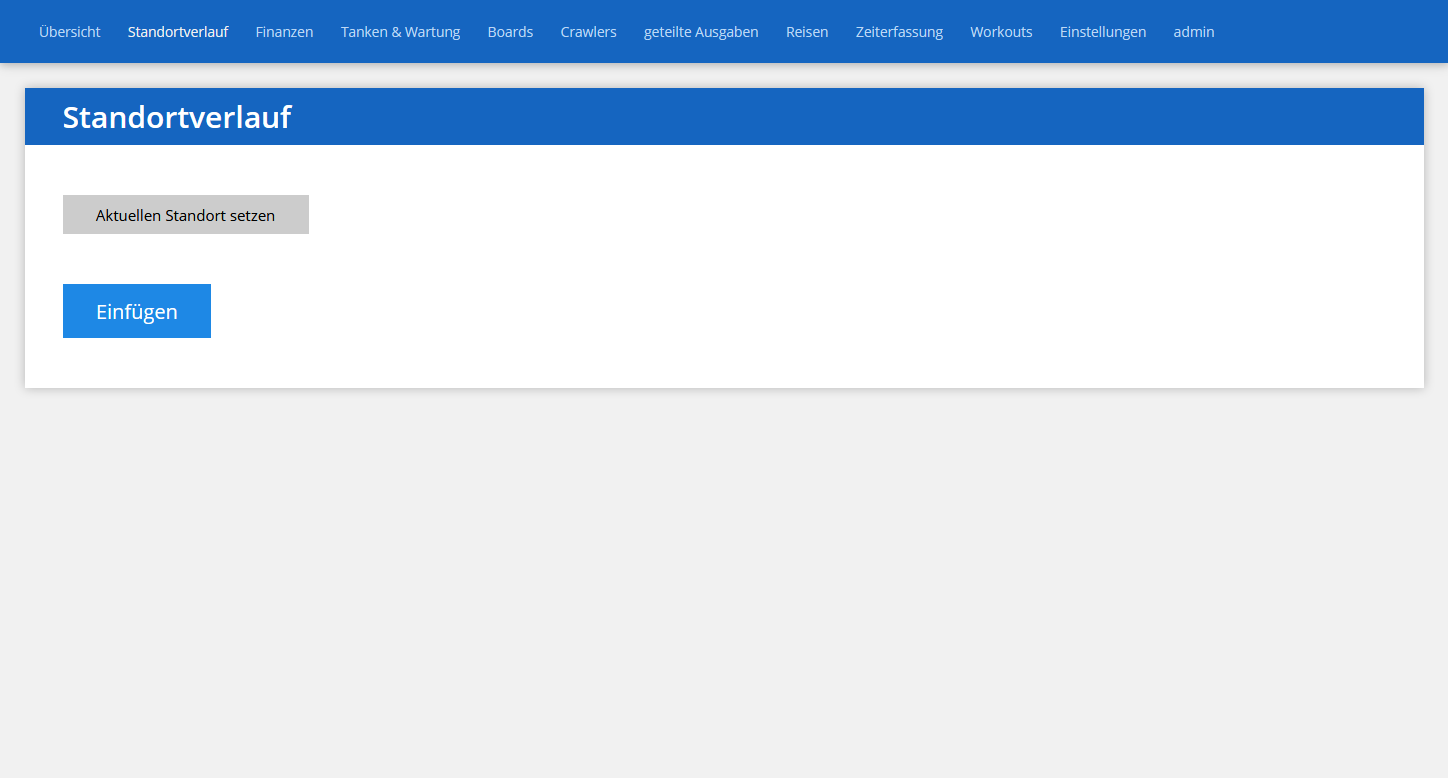 Übersicht Standortverlauf Finanzen Tanken & Wartung Boards Crawlers geteilte Ausgaben Reisen Zeiterfassung Workouts Einstellungen admin
Standortverlauf
Aktuellen Standort setzen
Einfügen